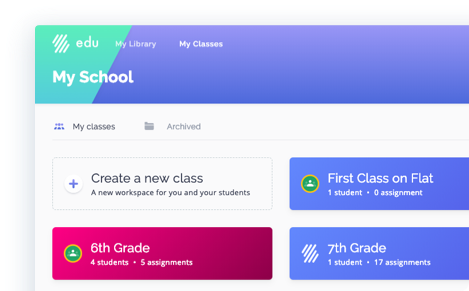 edu My Library My Classes
My School
My classes Archived
Create a new class
A new workspace for you and your students
First Class on Flat
1 student • 0 assignment
6th Grade
4 students • 5 assignments
7th Grade
1 student • 17 assignments